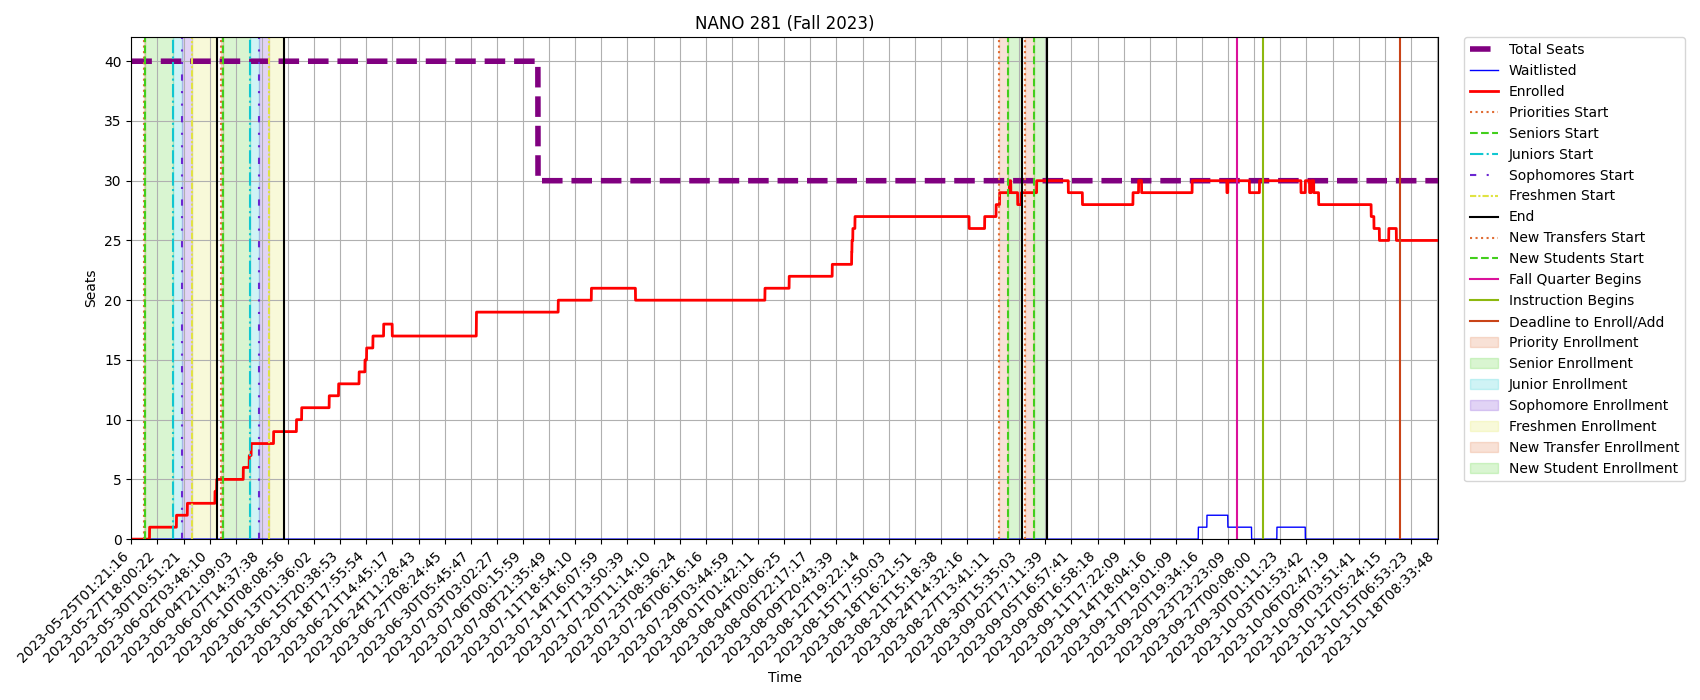 NANO 281 (Fall 2023)
Seats
40
35
30
25
20
15
10
5
0
2023-05-25T01:21:16
2023-05-27T18:00:22
2023-05-30T10:51:21
2023-06-02T03:48:10
2023-06-04T21:09:03
2023-06-07T14:37:38
2023-06-10T08:08:56
2023-06-13T01:36:02
2023-06-15T20:38:53
2023-06-18T17:55:54
2023-06-21T14:45:17
2023-06-24T11:28:43
2023-06-27T08:24:45
2023-06-30T05:45:47
2023-07-03T03:02:27
2023-07-06T00:15:59
2023-07-08T21:35:49
2023-07-11T18:54:10
2023-07-14T16:07:59
2023-07-17T13:50:39
2023-07-20T11:14:10
2023-07-23T08:36:24
2023-07-26T06:16:16
2023-07-29T03:44:59
2023-08-01T01:42:11
2023-08-04T00:06:25
2023-08-06T22:17:17
2023-08-09T20:43:39
2023-08-12T19:22:14
2023-08-15T17:50:03
2023-08-18T16:21:51
2023-08-21T15:18:38
2023-08-24T14:32:16
2023-08-27T13:41:11
2023-08-30T15:35:03
2023-09-02T17:11:39
2023-09-05T16:57:41
2023-09-08T16:58:18
2023-09-11T17:22:09
2023-09-14T18:04:16
2023-09-17T19:01:09
2023-09-20T19:34:16
2023-09-23T23:23:09
2023-09-27T00:08:00
2023-09-30T01:11:23
2023-10-03T01:53:42
2023-10-06T02:47:19
2023-10-09T03:51:41
2023-10-12T05:24:15
2023-10-15T06:53:23
2023-10-18T08:33:48
Time
Total Seats
Waitlisted
Enrolled
Priorities Start
Seniors Start
Juniors Start
Sophomores Start
Freshmen Start
End
New Transfers Start
New Students Start
Fall Quarter Begins
Instruction Begins
Deadline to Enroll/Add
Priority Enrollment
Senior Enrollment
Junior Enrollment
Sophomore Enrollment
Freshmen Enrollment
New Transfer Enrollment
New Student Enrollment